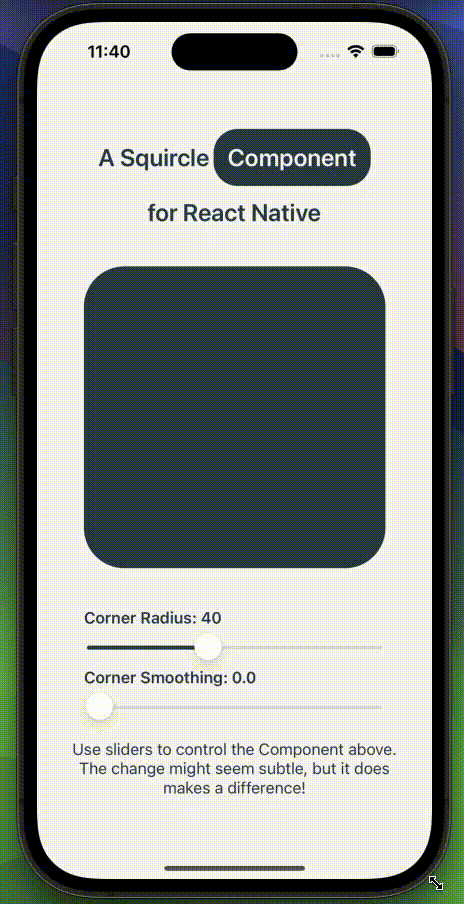 11:40
A Squircle Component
for React Native
Corner Radius: 40
Corner Smoothing: 0.0
Use sliders to control the Component above.
The change might seem subtle, but it does
makes a difference!